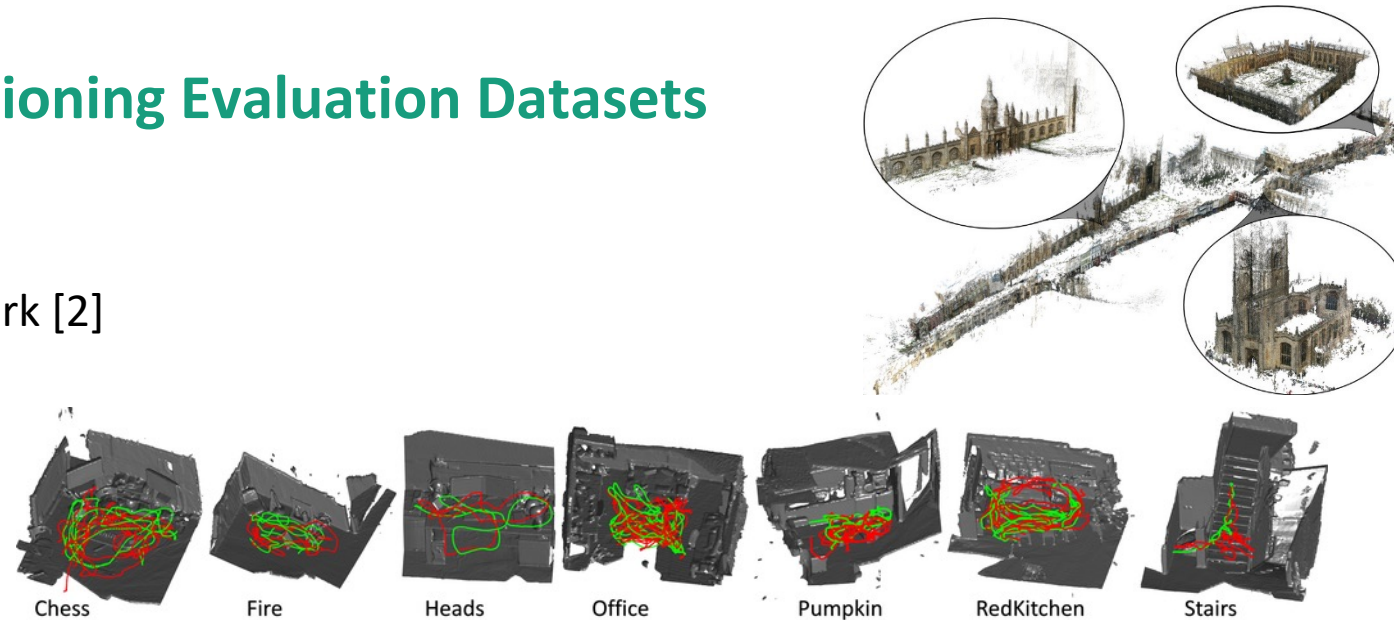 ioning Evaluation Datasets
rk [2]
Chess Fire Heads Office Pumpkin RedKitchen Stairs